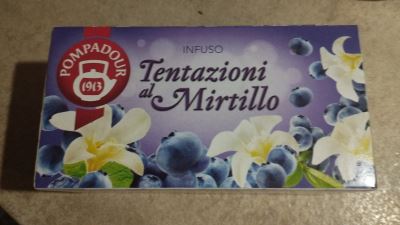 POMPADOUR
1913
INFUSO
Tentazioni
al Mirtillo